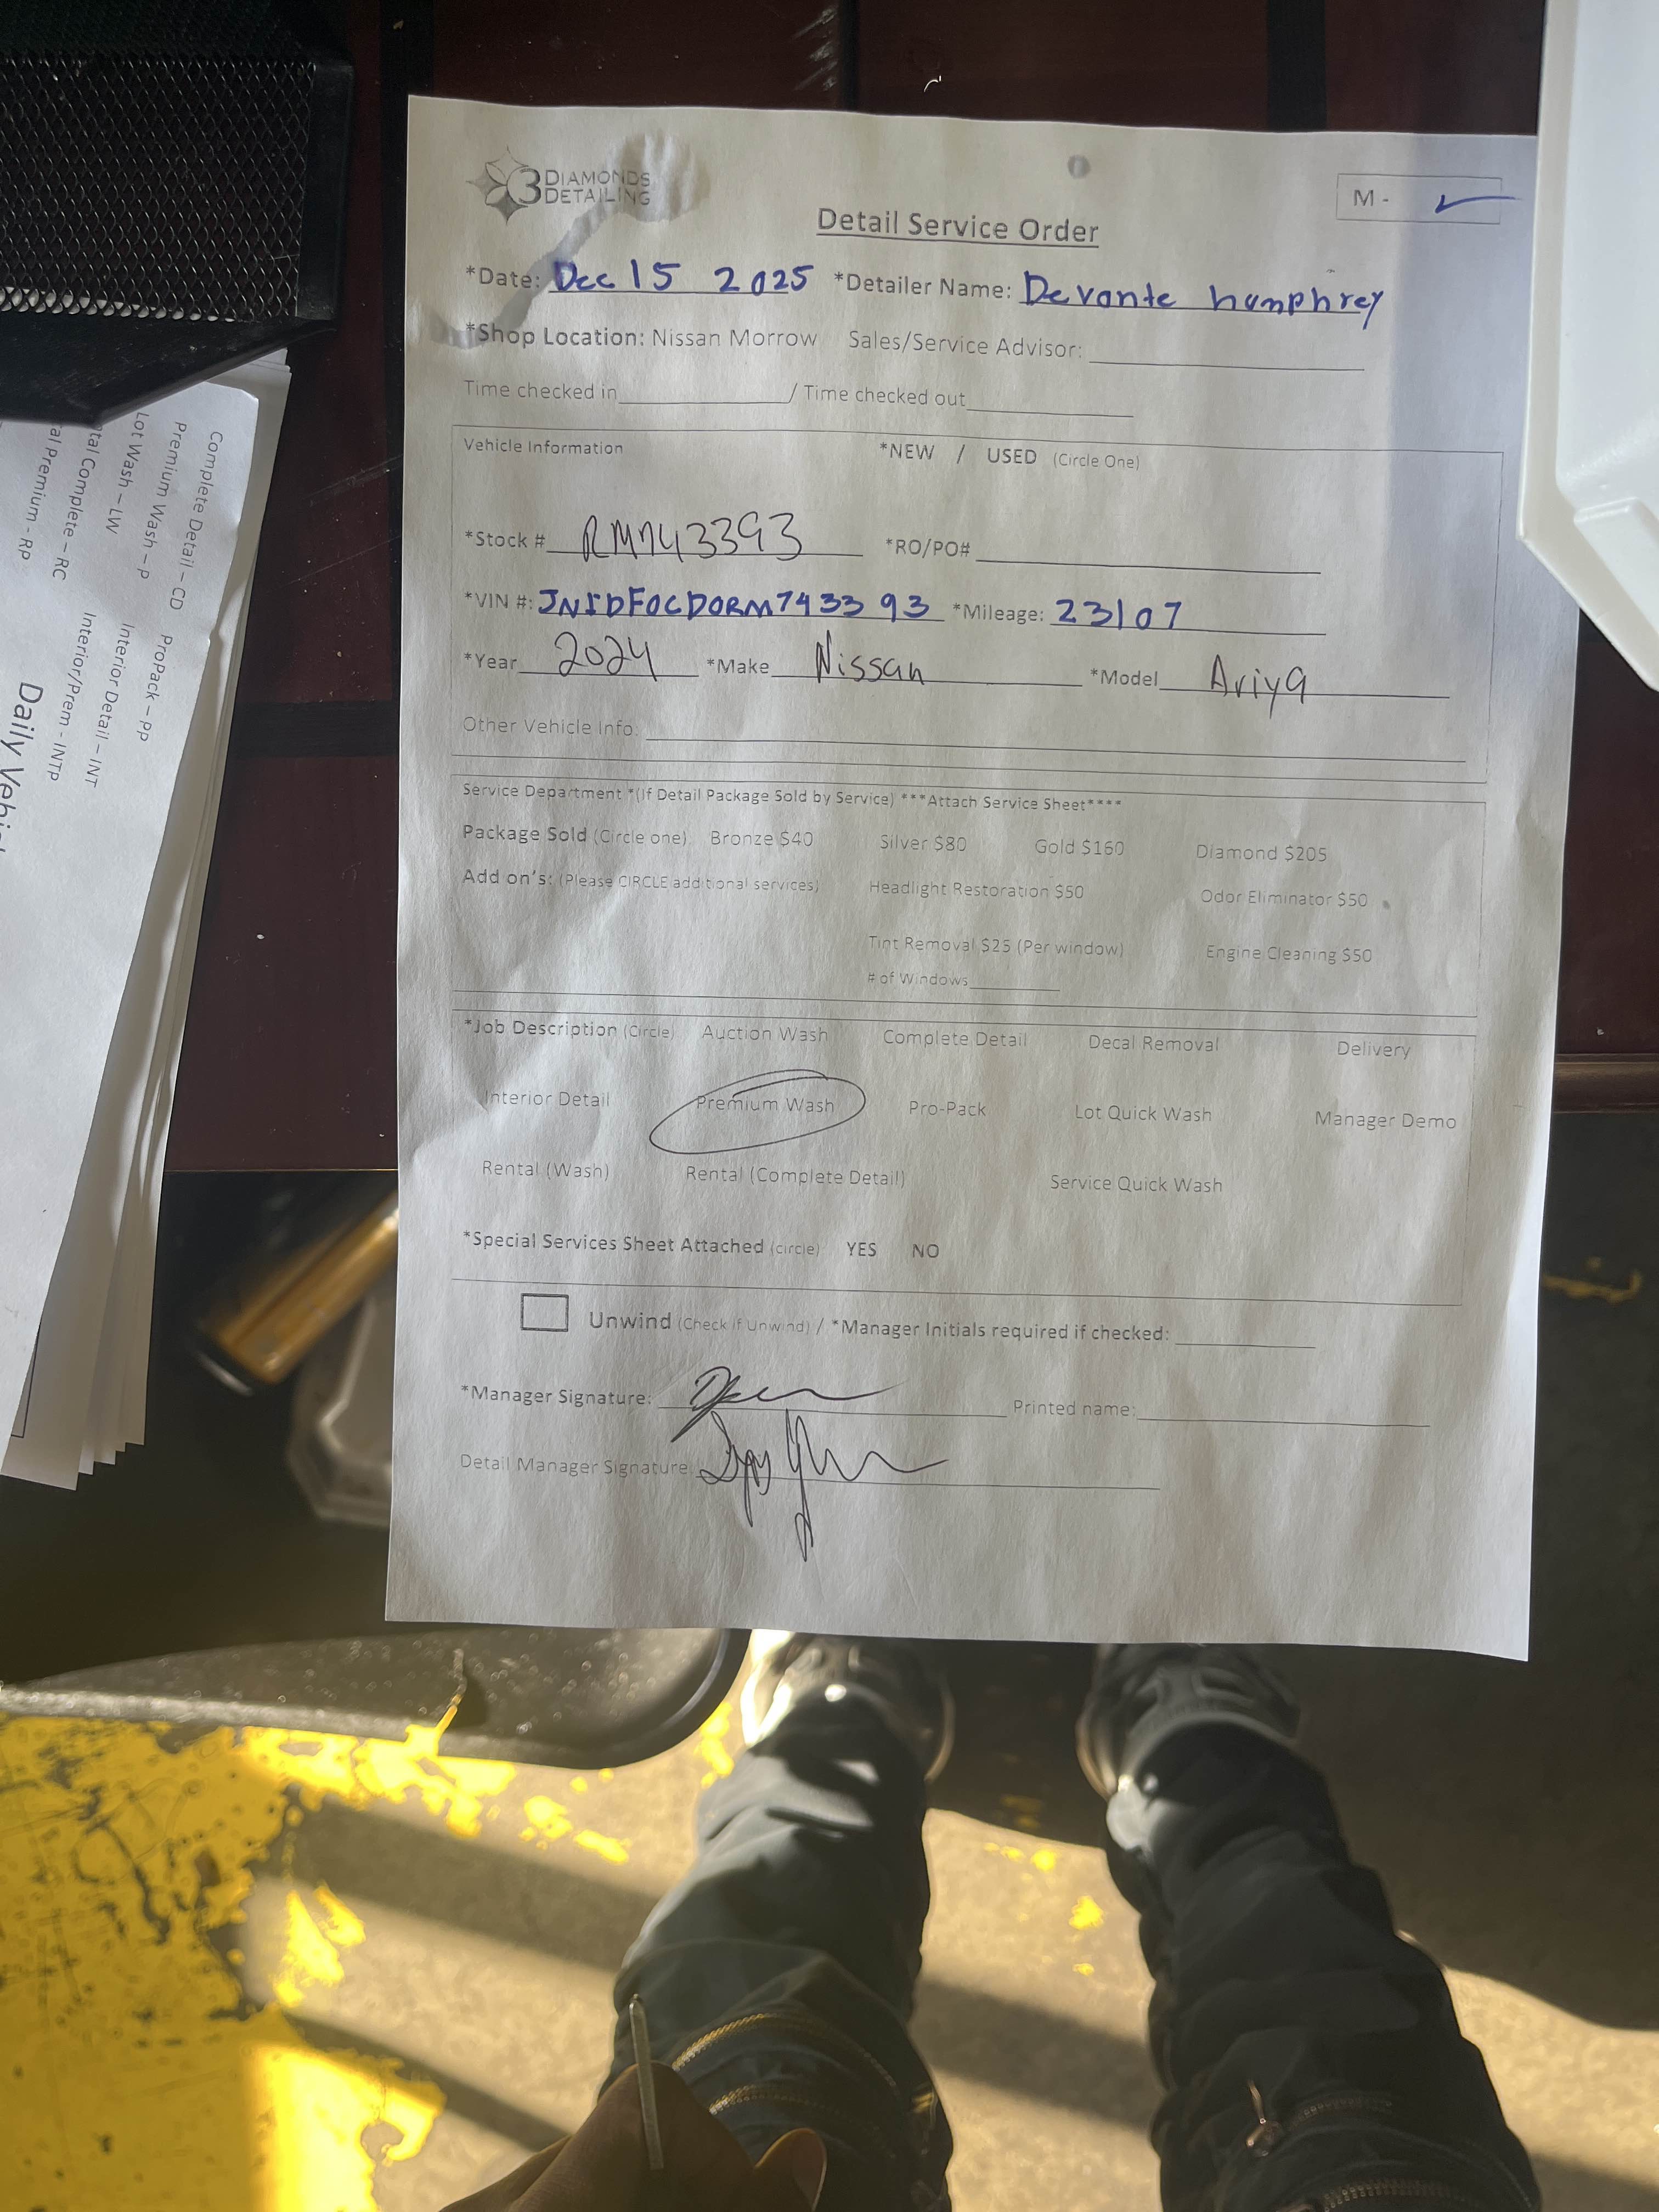 3 DIAMONDS DETAILING
M -
Detail Service Order
*Date: Dec 15 2025 *Detailer Name: Devante humphrey
*Shop Location: Nissan Morrow Sales/Service Advisor:
Time checked in / Time checked out
Vehicle Information *NEW / USED (Circle One)
*Stock # RM743393 *RO/PO#
*VIN #: JN1DF0CD0RM743393 *Mileage: 23107
*Year 2024 *Make Nissan *Model Ariya
Other Vehicle Info:
Service Department *(If Detail Package Sold by Service) ***Attach Service Sheet****
Package Sold (Circle one) Bronze $40 Silver $80 Gold $160 Diamond $205
Add on's: (Please CIRCLE additional services) Headlight Restoration $50 Odor Eliminator $50
Tint Removal $25 (Per window) Engine Cleaning $50
# of Windows
*Job Description (Circle) Auction Wash Complete Detail Decal Removal Delivery
Interior Detail Premium Wash Pro-Pack Lot Quick Wash Manager Demo
Rental (Wash) Rental (Complete Detail) Service Quick Wash
*Special Services Sheet Attached (circle) YES NO
Unwind (Check if Unwind) / *Manager Initials required if checked:
*Manager Signature: Printed name:
Detail Manager Signature
Complete Detail – CD ProPack – PP
Premium Wash – P Interior Detail – INT
Lot Wash – LW Interior/Prem - INTP
tal Complete – RC
al Premium - RP
Daily